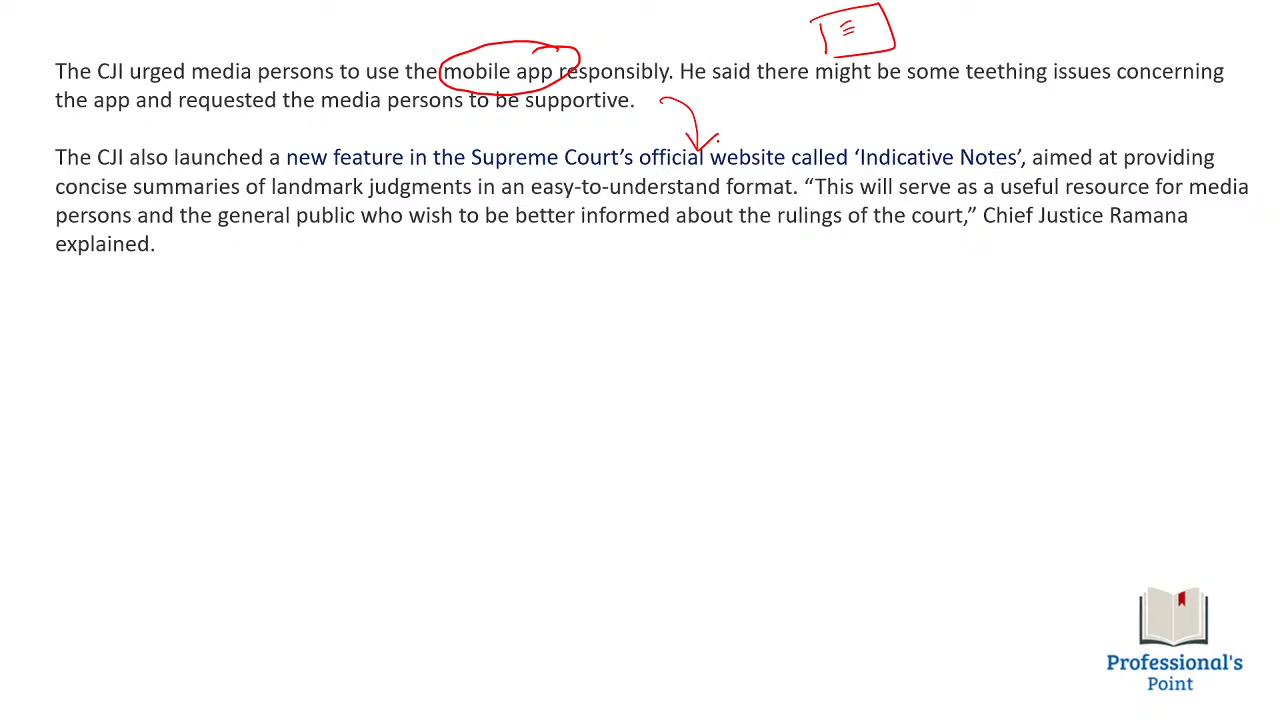 The CJI urged media persons to use the mobile app responsibly. He said there might be some teething issues concerning
the app and requested the media persons to be supportive.
The CJI also launched a new feature in the Supreme Court’s official website called ‘Indicative Notes’, aimed at providing
concise summaries of landmark judgments in an easy-to-understand format. “This will serve as a useful resource for media
persons and the general public who wish to be better informed about the rulings of the court,” Chief Justice Ramana
explained.
Professional's
Point